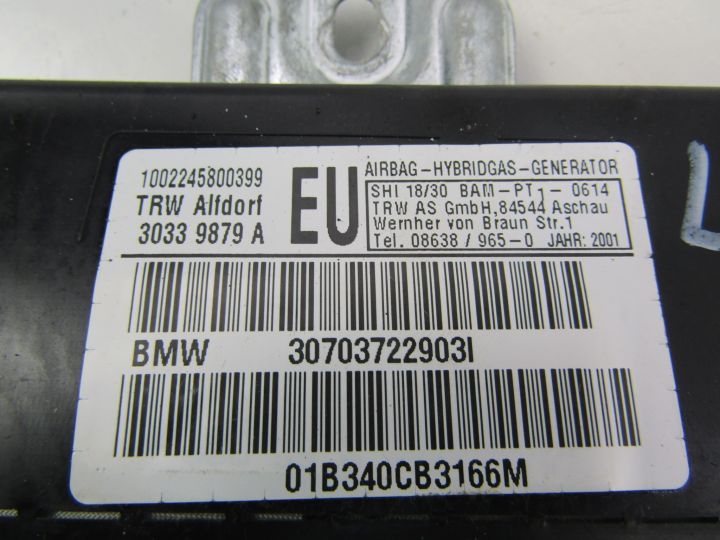 1002245800399
TRW Alfdorf
3033 9879 A
EU
AIRBAG-HYBRIDGAS-GENERATOR
SHI 18/30 BAM-PT1-0614
TRW AS GmbH,84544 Aschau
Wernher von Braun Str.1
Tel. 08638 / 965-0 JAHR: 2001
BMW 30703722903I
01B340CB3166M